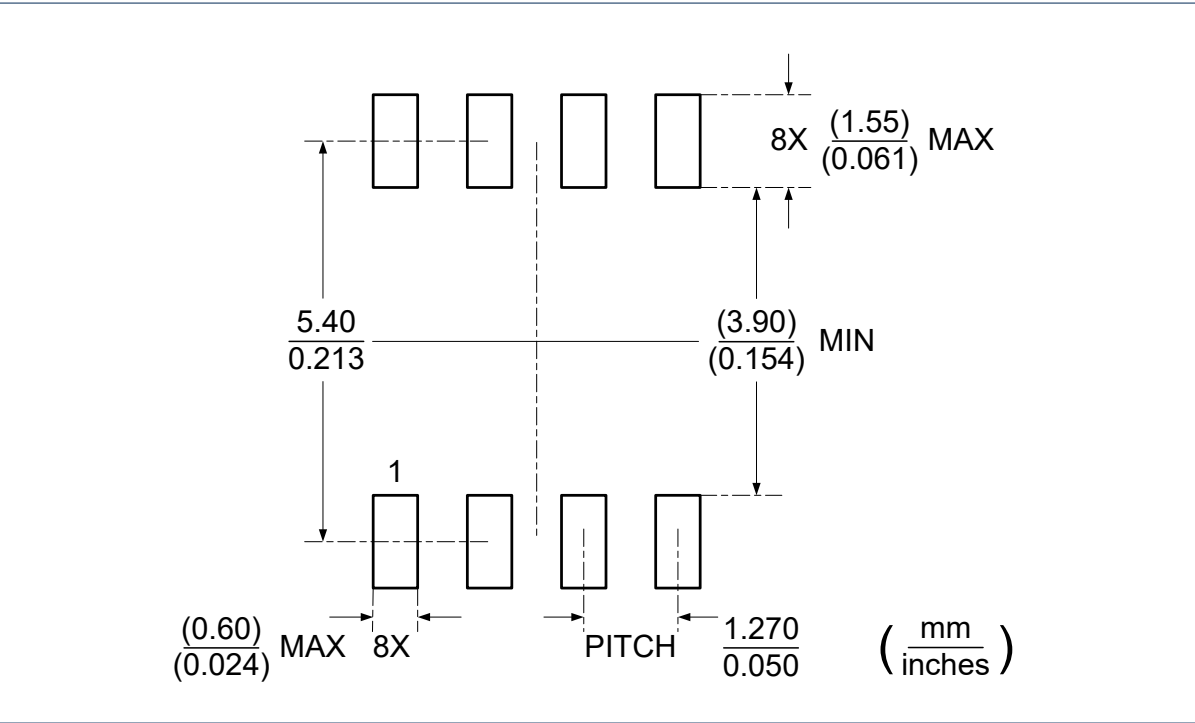 8X (1.55) MAX
(0.061)
5.40
0.213
(3.90) MIN
(0.154)
1
(0.60) MAX 8X
(0.024)
PITCH 1.270
0.050
( mm )
inches